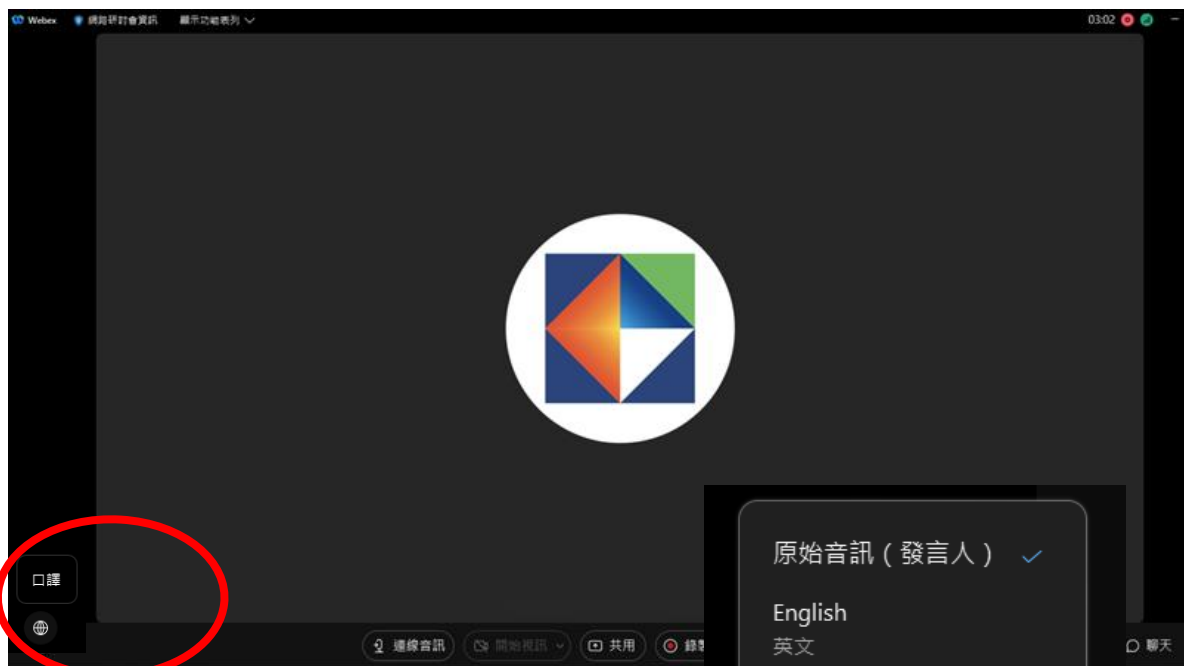 Webex 網路研討會資訊 顯示功能表列 03:02
口譯
原始音訊（發言人）
English
英文
連線音訊 開始視訊 共用 錄製 聊天